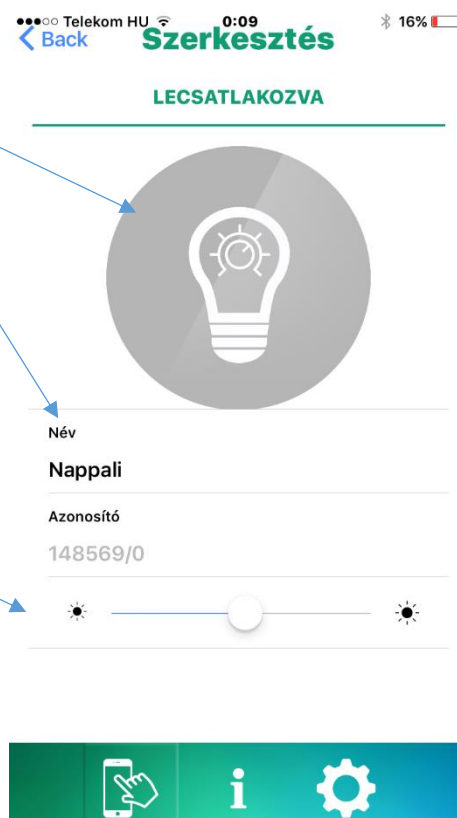 Telekom HU 0:09 16%
Back Szerkesztés
LECSATLAKOZVA
Név
Nappali
Azonosító
148569/0
i